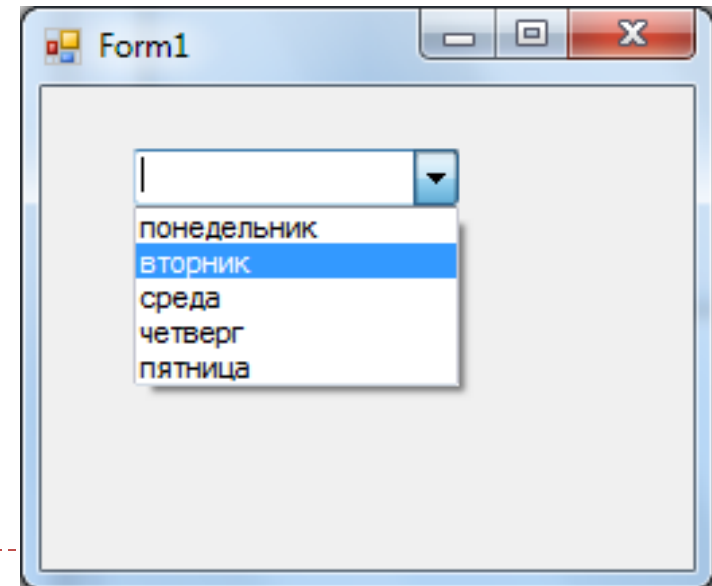 Form1
понедельник
вторник
среда
четверг
пятница